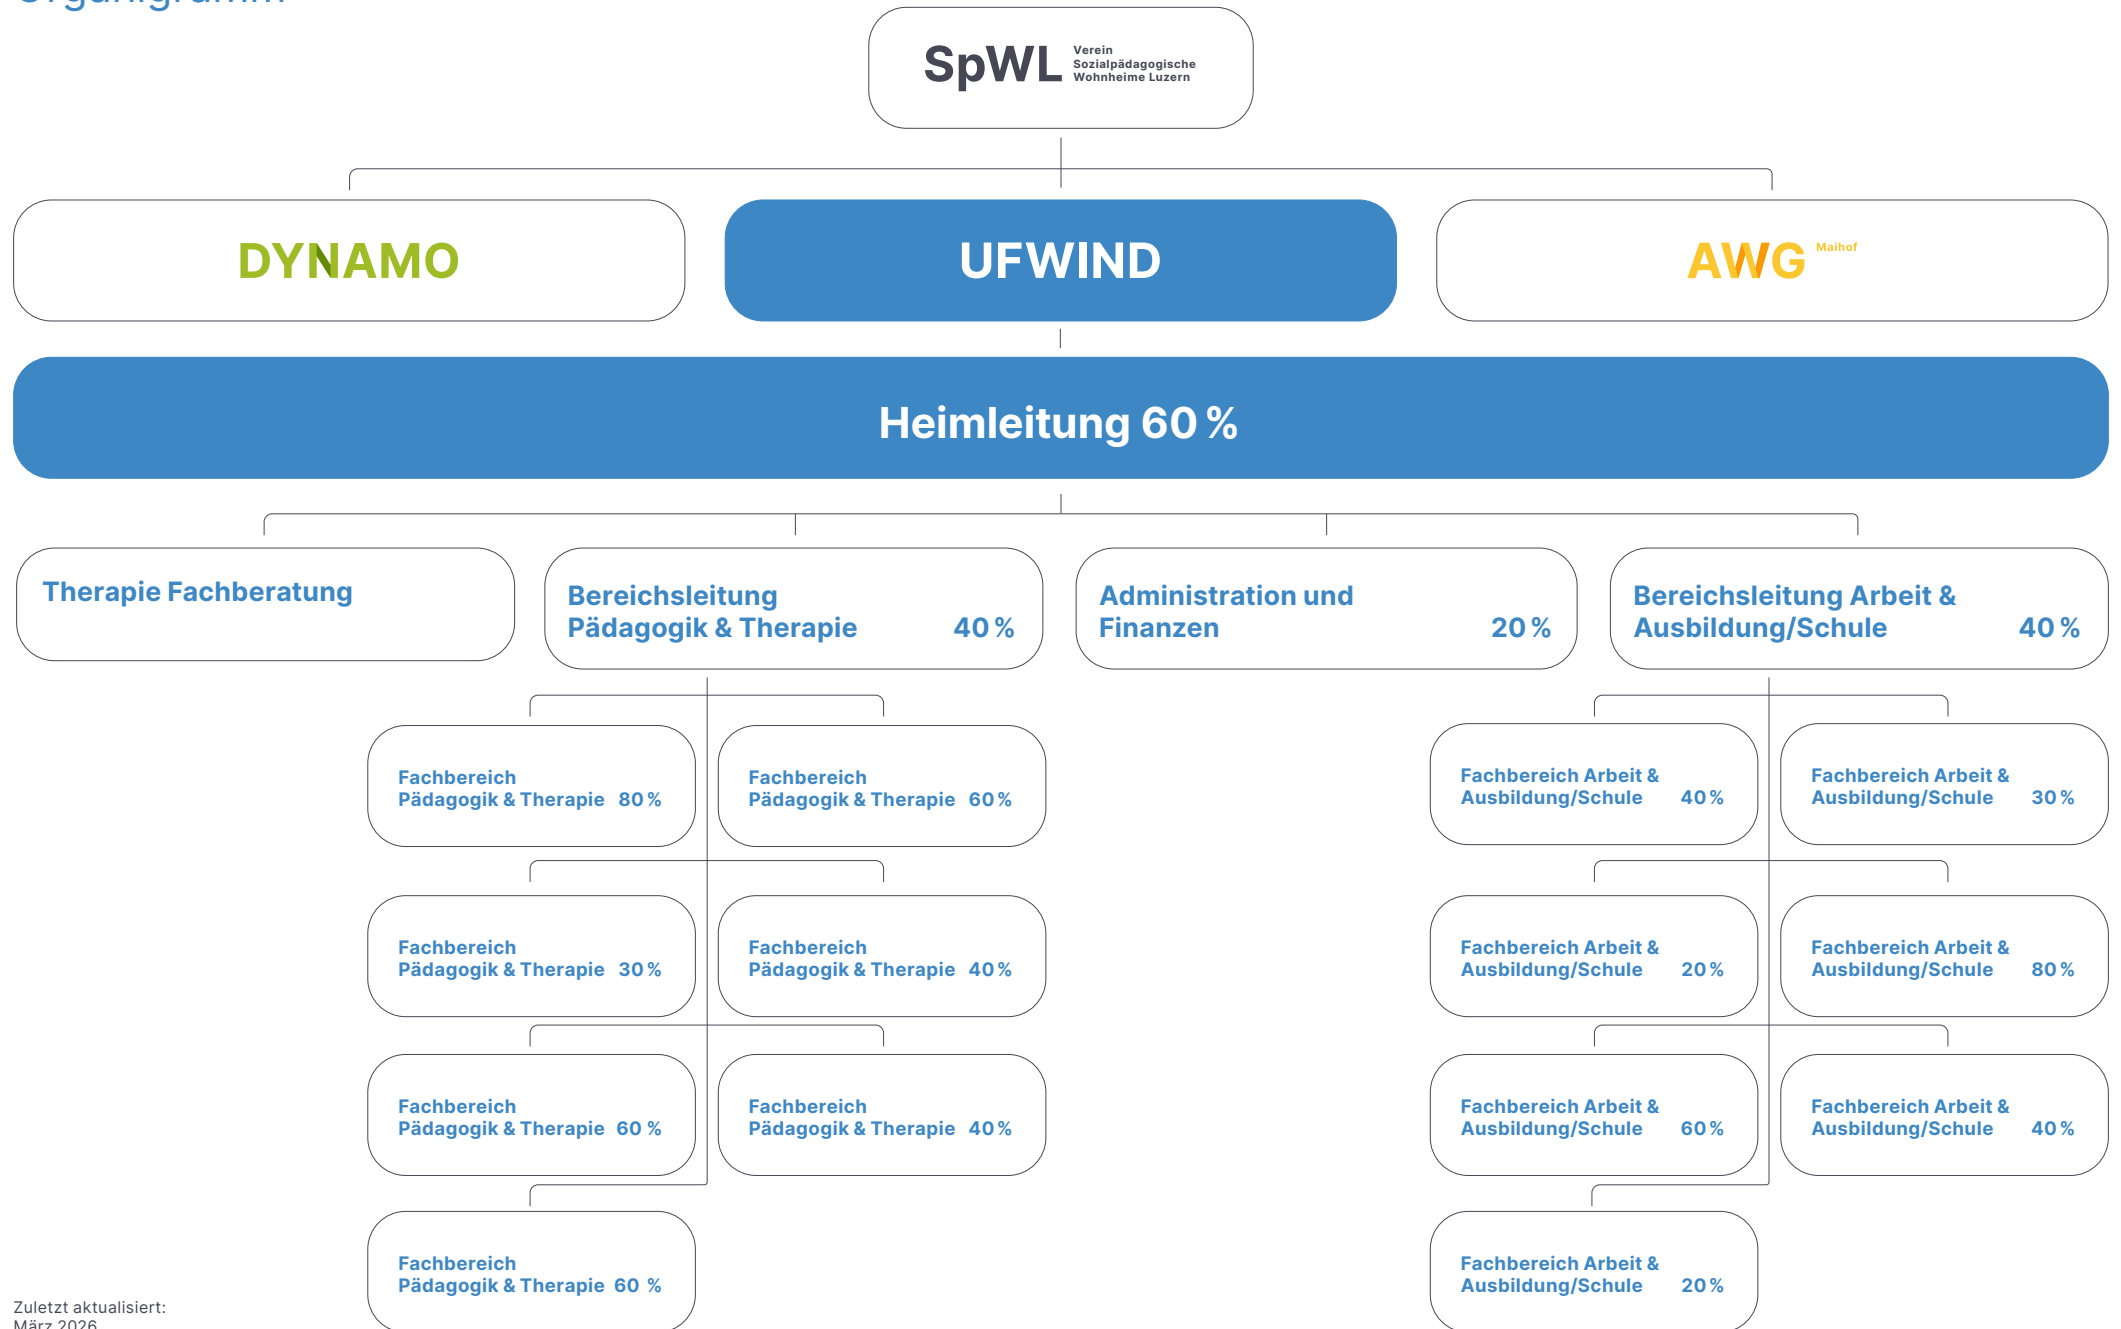 Organigramm
SpWL
Verein
Sozialpädagogische
Wohnheime Luzern
DYNAMO
UFWIND
AWG Maihof
Heimleitung 60 %
Therapie Fachberatung
Bereichsleitung
Pädagogik & Therapie 40 %
Administration und
Finanzen 20 %
Bereichsleitung Arbeit &
Ausbildung/Schule 40 %
Fachbereich
Pädagogik & Therapie 80 %
Fachbereich
Pädagogik & Therapie 60 %
Fachbereich Arbeit &
Ausbildung/Schule 40 %
Fachbereich Arbeit &
Ausbildung/Schule 30 %
Fachbereich
Pädagogik & Therapie 30 %
Fachbereich
Pädagogik & Therapie 40 %
Fachbereich Arbeit &
Ausbildung/Schule 20 %
Fachbereich Arbeit &
Ausbildung/Schule 80 %
Fachbereich
Pädagogik & Therapie 60 %
Fachbereich
Pädagogik & Therapie 40 %
Fachbereich Arbeit &
Ausbildung/Schule 60 %
Fachbereich Arbeit &
Ausbildung/Schule 40 %
Fachbereich
Pädagogik & Therapie 60 %
Fachbereich Arbeit &
Ausbildung/Schule 20 %
Zuletzt aktualisiert:
März 2026